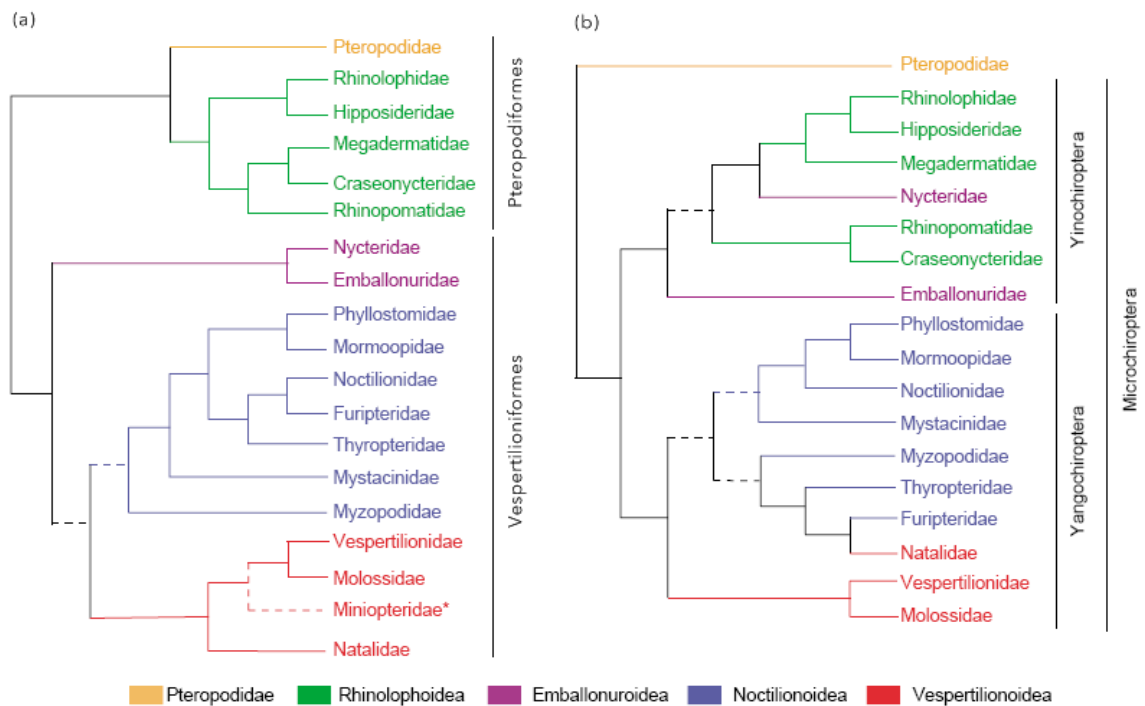 (a)
Pteropodidae
Rhinolophidae
Hipposideridae
Megadermatidae
Craseonycteridae
Rhinopomatidae
Pteropodiformes
Nycteridae
Emballonuridae
Phyllostomidae
Mormoopidae
Noctilionidae
Furipteridae
Thyropteridae
Mystacinidae
Myzopodidae
Vespertilionidae
Molossidae
Miniopteridae*
Natalidae
Vespertilioniformes
(b)
Pteropodidae
Rhinolophidae
Hipposideridae
Megadermatidae
Nycteridae
Rhinopomatidae
Craseonycteridae
Emballonuridae
Yinochiroptera
Phyllostomidae
Mormoopidae
Noctilionidae
Mystacinidae
Myzopodidae
Thyropteridae
Furipteridae
Natalidae
Vespertilionidae
Molossidae
Yangochiroptera
Microchiroptera
Pteropodidae
Rhinolophoidea
Emballonuroidea
Noctilionoidea
Vespertilionoidea